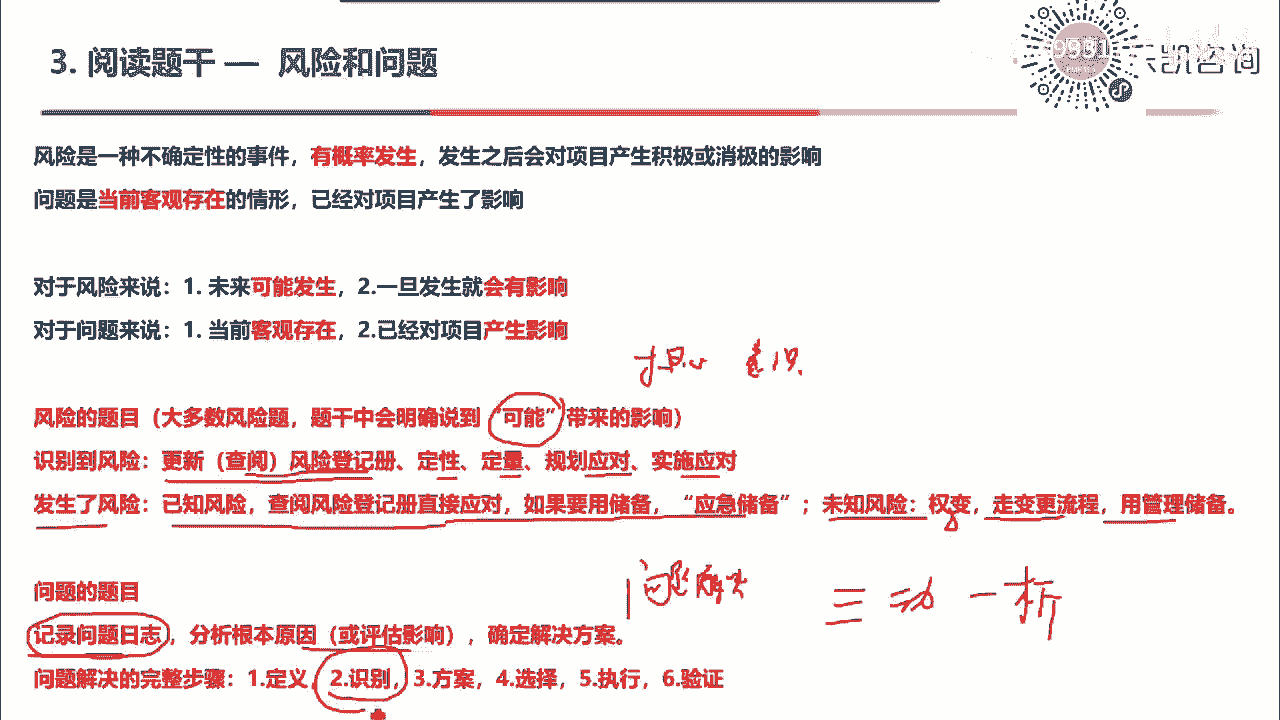 3. 阅读题干 — 风险和问题
凯咨询
风险是一种不确定性的事件，有概率发生，发生之后会对项目产生积极或消极的影响
问题是当前客观存在的情形，已经对项目产生了影响
对于风险来说：1. 未来可能发生，2.一旦发生就会有影响
对于问题来说：1. 当前客观存在，2.已经对项目产生影响
风险的题目（大多数风险题，题干中会明确说到“可能”带来的影响）
识别到风险：更新（查阅）风险登记册、定性、定量、规划应对、实施应对
发生了风险：已知风险，查阅风险登记册直接应对，如果要用储备，“应急储备”；未知风险：权变，走变更流程，用管理储备。
问题解决
三动一析
问题的题目
记录问题日志，分析根本原因（或评估影响），确定解决方案。
问题解决的完整步骤：1.定义，2.识别，3.方案，4.选择，5.执行，6.验证